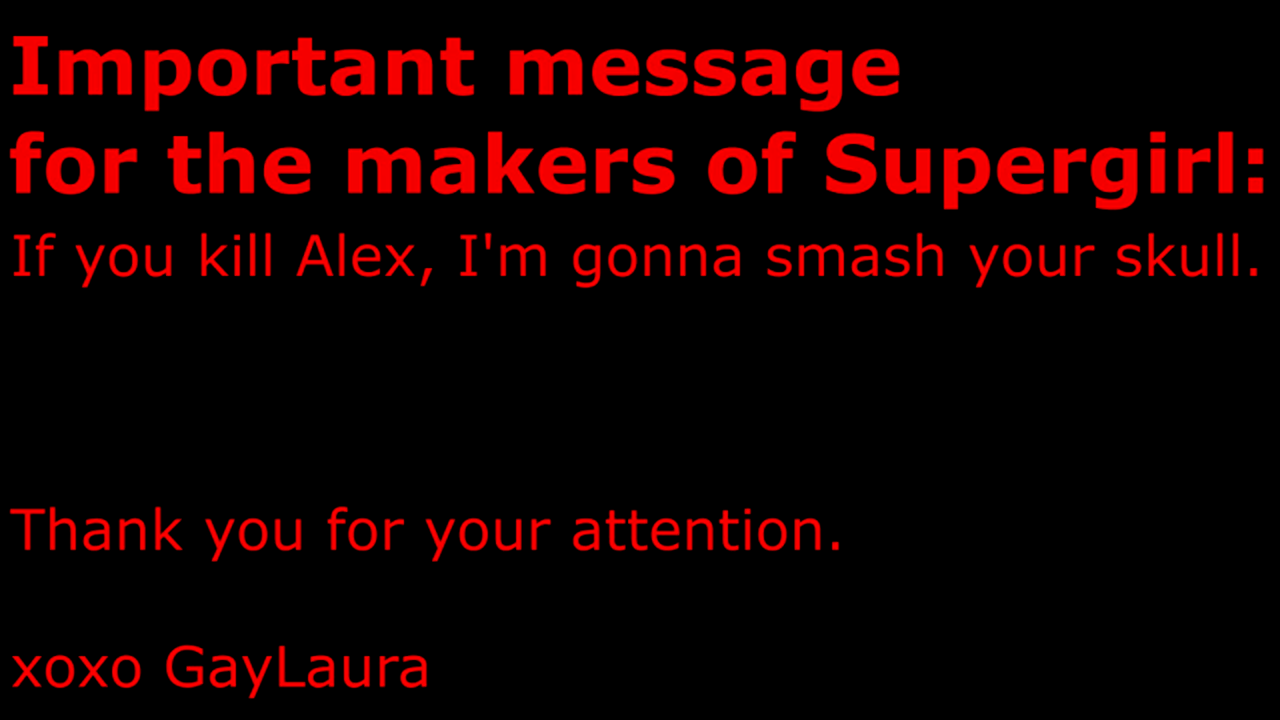 Important message
for the makers of Supergirl:
If you kill Alex, I'm gonna smash your skull.
Thank you for your attention.
xoxo GayLaura